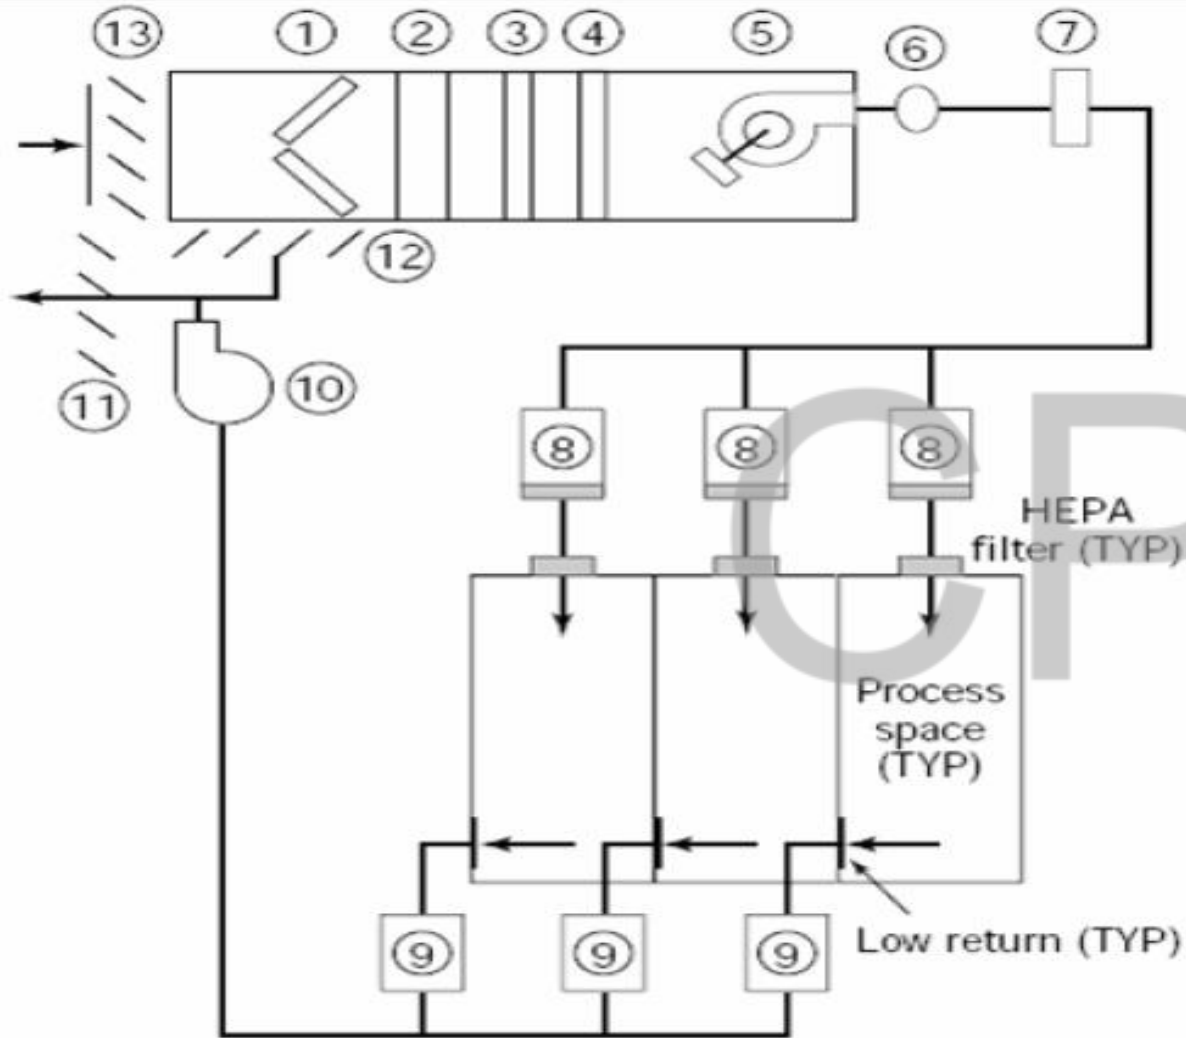 13 1 2 3 4 5 6 7
12
10
11
8 8 8
HEPA
filter (TYP)
Process
space
(TYP)
9 9 9
Low return (TYP)
CP